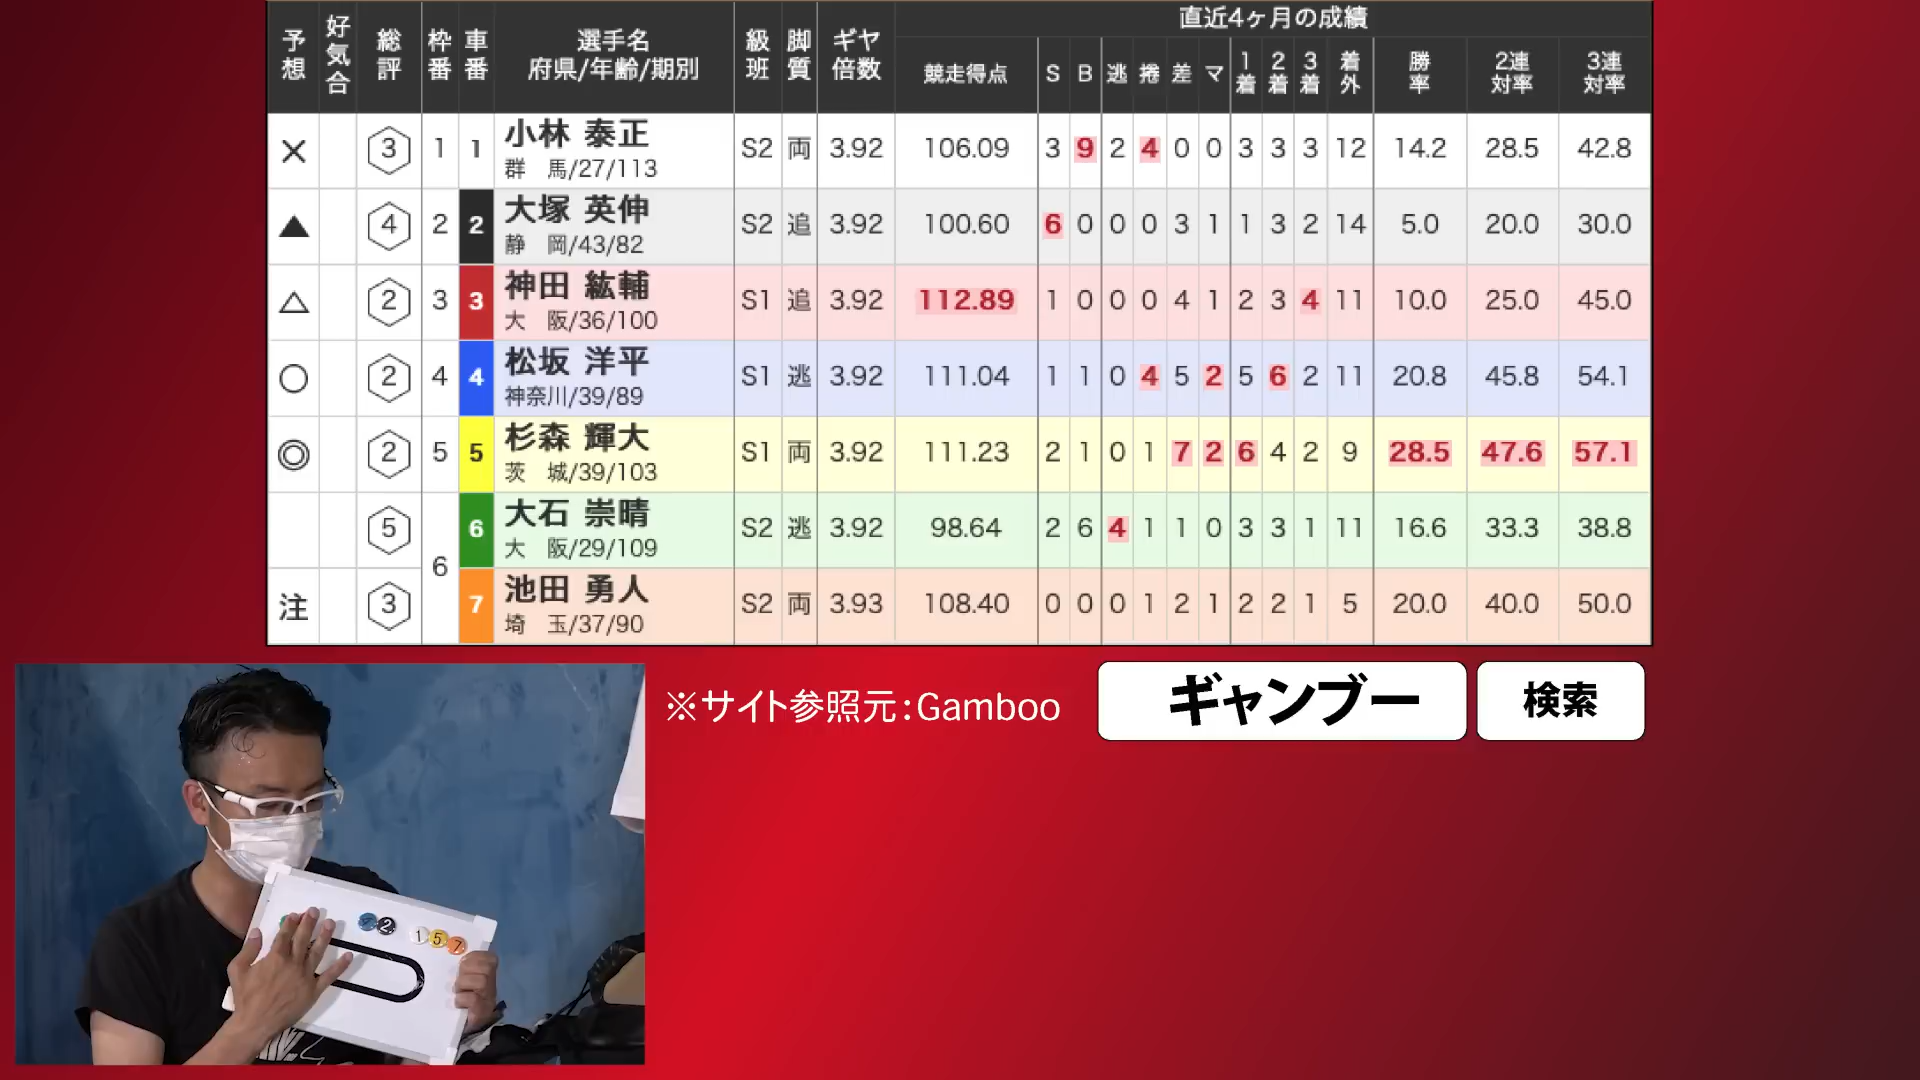 予想 好気合 総評 枠番 車番 選手名 府県/年齢/期別 級班 脚質 ギヤ倍数 直近4ヶ月の成績
競走得点 S B 逃 捲 差 マ 1着 2着 3着 着外 勝率 2連対率 3連対率
× 3 1 1 小林 泰正 S2 両 3.92 106.09 3 9 2 4 0 0 3 3 3 12 14.2 28.5 42.8
群 馬/27/113
▲ 4 2 2 大塚 英伸 S2 追 3.92 100.60 6 0 0 0 3 1 1 3 2 14 5.0 20.0 30.0
静 岡/43/82
△ 2 3 3 神田 紘輔 S1 追 3.92 112.89 1 0 0 0 4 1 2 3 4 11 10.0 25.0 45.0
大 阪/36/100
○ 2 4 4 松坂 洋平 S1 逃 3.92 111.04 1 1 0 4 5 2 5 6 2 11 20.8 45.8 54.1
神奈川/39/89
◎ 2 5 5 杉森 輝大 S1 両 3.92 111.23 2 1 0 1 7 2 6 4 2 9 28.5 47.6 57.1
茨 城/39/103
5 6 6 大石 崇晴 S2 逃 3.92 98.64 2 6 4 1 1 0 3 3 1 11 16.6 33.3 38.8
大 阪/29/109
注 3 7 池田 勇人 S2 両 3.93 108.40 0 0 0 1 2 1 2 2 1 5 20.0 40.0 50.0
埼 玉/37/90
※サイト参照元:Gamboo ギャンブー 検索
2 1 5 7